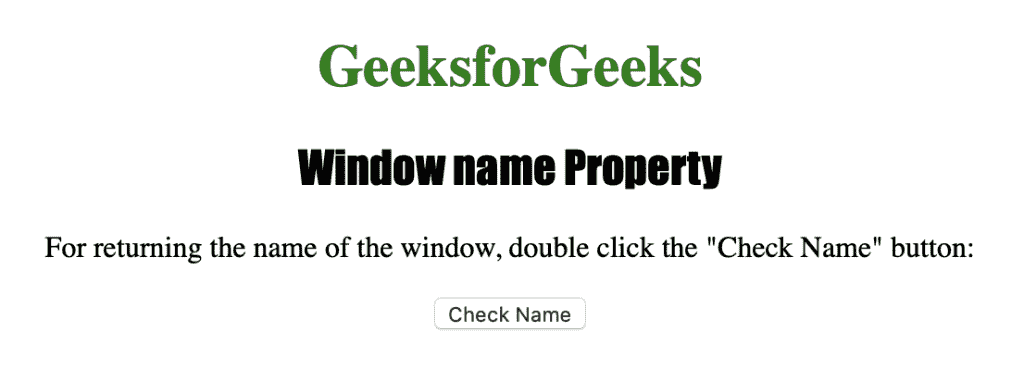 GeeksforGeeks
Window name Property
For returning the name of the window, double click the "Check Name" button:
Check Name